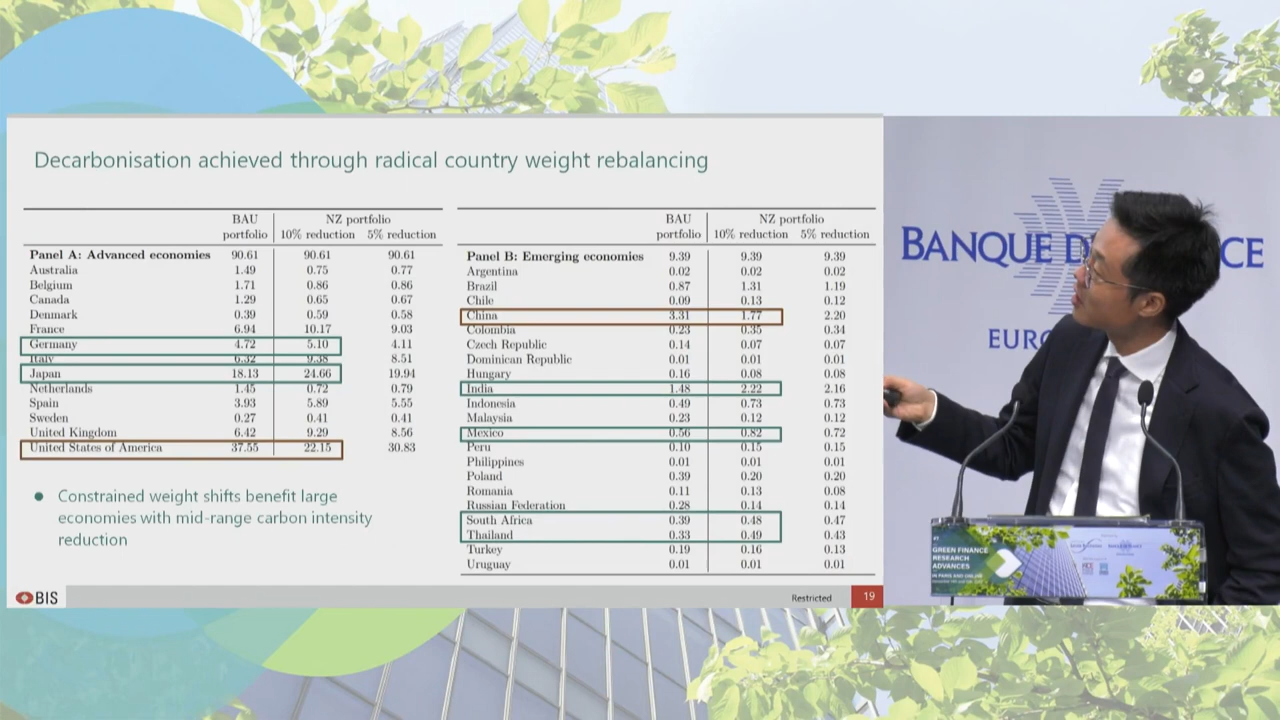 Decarbonisation achieved through radical country weight rebalancing
BAU NZ portfolio
portfolio 10% reduction % reduction
Panel A: Advanced economies 90.61 90.61 90.61
Australia 1.49 0.75 0.77
Belgium 1.71 0.86
Canada 1.29 0.65 0.67
Denmark 0.39 0.59 0.58
France 6.94 10.17 9.03
Germany 4.72 5.10 4.11
Italy 6.32 9.38 8.51
Japan 18.13 24.66 19.94
Netherlands 1.45 0.72 0.79
Spain 3.93 5.89 5.55
Sweden 0.27 0.41 0.41
United Kingdom 6.42 9.29 8.56
United States of America 37.55 22.15 30.83
BAU NZ portfolio
portfolio 10% reduction 5% reduction
Panel B: Emerging economies 9.39 9.39 9.39
Argentina 0.02 0.02 0.02
Brazil 0.87 1.31 1.19
Chile 0.09 0.13 0.12
China 3.31 1.77 2.20
Colombia 0.23 0.35 0.34
Czech Republic 0.14 0.07 0.07
Dominican Republic 0.01 0.01 0.01
Hungary 0.16 0.08 0.08
India 1.48 2.22 2.16
Indonesia 0.49 0.73 0.73
Malaysia 0.23 0.12 0.12
Mexico 0.56 0.82 0.72
Peru 0.10 0.15 0.15
Philippines 0.01 0.01 0.01
Poland 0.39 0.20 0.20
Romania 0.11 0.13 0.08
Russian Federation 0.28 0.14 0.14
South Africa 0.39 0.48 0.47
Thailand 0.33 0.49 0.43
Turkey 0.19 0.16 0.13
Uruguay 0.01 0.01 0.01
● Constrained weight shifts benefit large
economies with mid-range carbon intensity
reduction
BIS
Restricted 19
BANQUE D CE
EURO
GREEN FINANCE
RESEARCH
ADVANCES
IN PARIS AND ONLINE